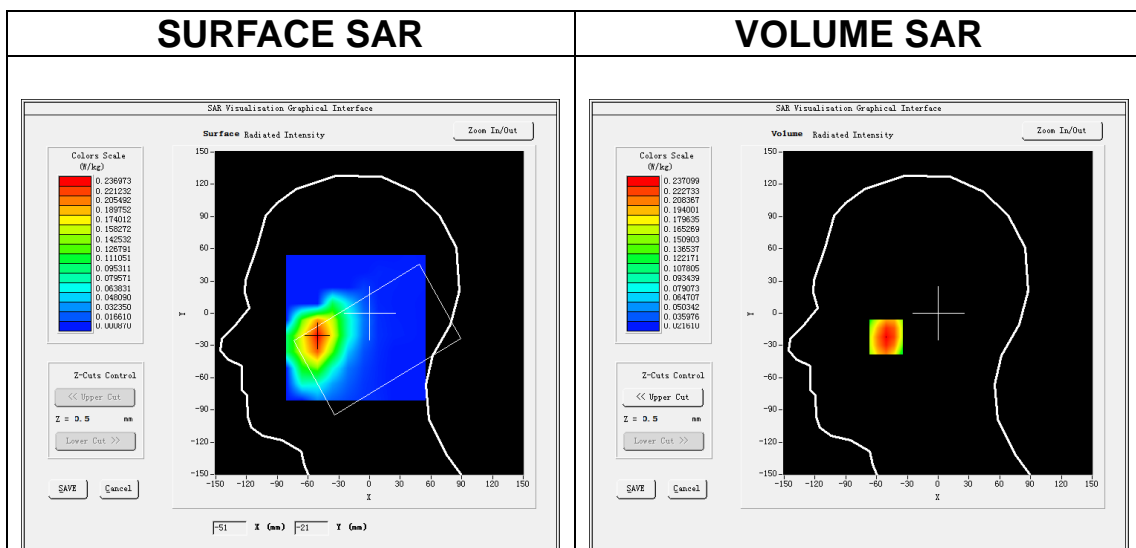 SURFACE SAR
VOLUME SAR
SAR Visualisation Graphical Interface
Surface Radiated Intensity
Zoom In/Out
Colors Scale
(W/kg)
0.236973
0.221232
0.205492
0.189752
0.174012
0.158272
0.142532
0.126791
0.111051
0.095311
0.079571
0.063831
0.048090
0.032350
0.016610
0.000870
150
120
90
60
30
0
-30
-60
-90
-120
-150
Y
-150 -120 -90 -60 -30 0 30 60 90 120 150
X
Z-Cuts Control
<< Upper Cut
Z = 0.5 mm
Lower Cut >>
SAVE Cancel
-51 X (mm) -21 Y (mm)
SAR Visualisation Graphical Interface
Volume Radiated Intensity
Zoom In/Out
Colors Scale
(W/kg)
0.237099
0.222733
0.208367
0.194001
0.179635
0.165269
0.150903
0.136537
0.122171
0.107805
0.093439
0.079073
0.064707
0.050342
0.035976
0.021610
150
120
90
60
30
0
-30
-60
-90
-120
-150
Y
-150 -120 -90 -60 -30 0 30 60 90 120 150
X
Z-Cuts Control
<< Upper Cut
Z = 0.5 mm
Lower Cut >>
SAVE Cancel